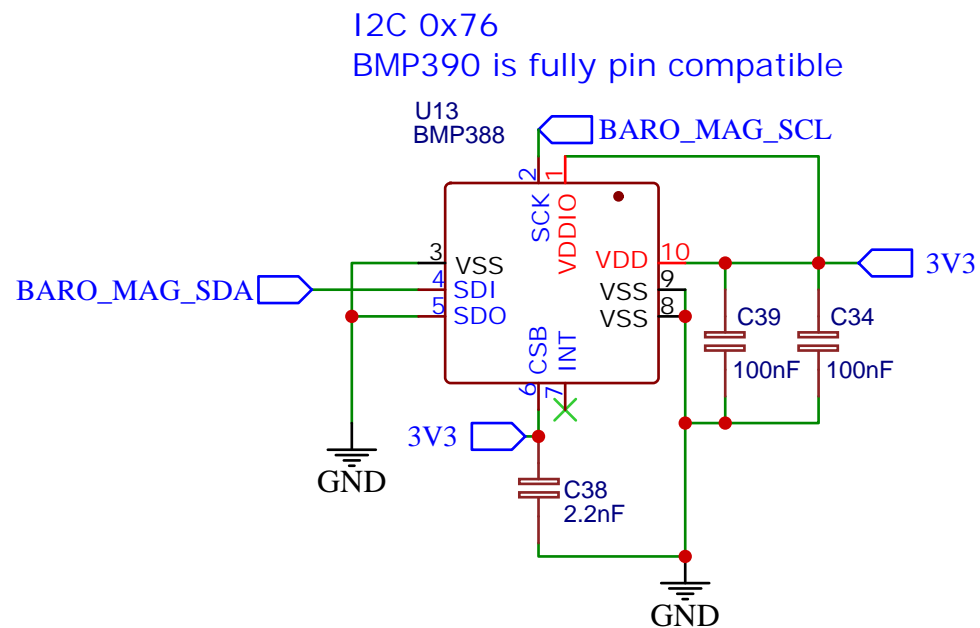 I2C 0x76
BMP390 is fully pin compatible
U13
BMP388
BARO_MAG_SCL
2
1
SCK
VDDIO
3
VSS
VDD
10
3V3
BARO_MAG_SDA
4
SDI
VSS
9
5
SDO
VSS
8
C39
100nF
C34
100nF
CSB
INT
6
7
3V3
GND
C38
2.2nF
GND